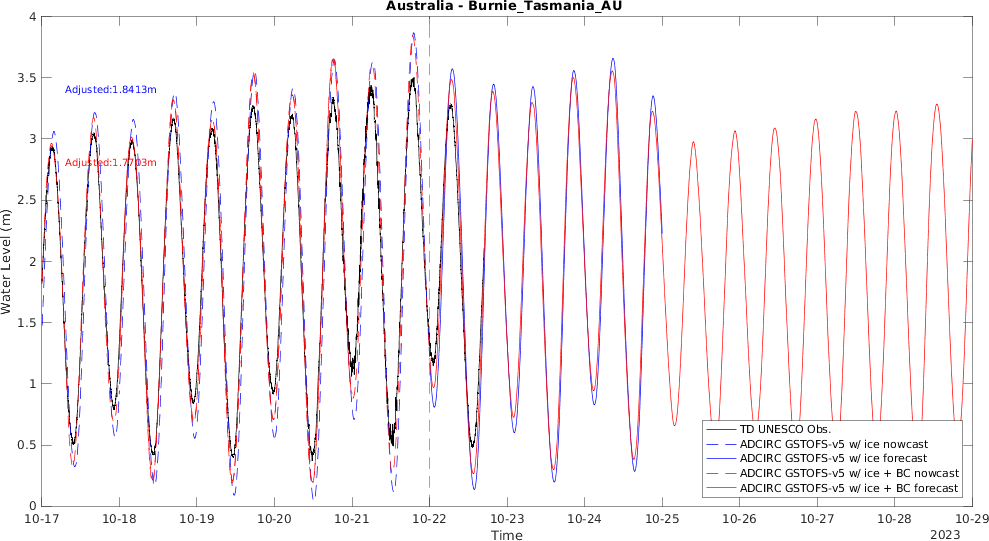 Australia - Burnie_Tasmania_AU
4
3.5
3
2.5
2
1.5
1
0.5
0
Water Level (m)
Adjusted:1.8413m
Adjusted:1.7703m
TD UNESCO Obs.
ADCIRC GSTOFS-v5 w/ ice nowcast
ADCIRC GSTOFS-v5 w/ ice forecast
ADCIRC GSTOFS-v5 w/ ice + BC nowcast
ADCIRC GSTOFS-v5 w/ ice + BC forecast
10-17 10-18 10-19 10-20 10-21 10-22 10-23 10-24 10-25 10-26 10-27 10-28 10-29
Time
2023